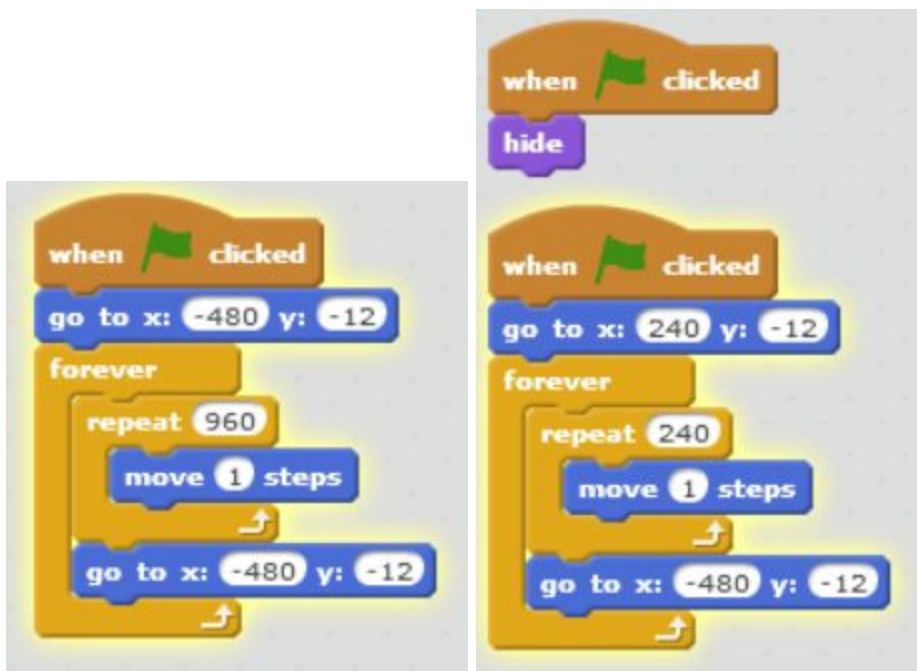 when clicked
go to x: -480 y: -12
forever
repeat 960
move 1 steps
go to x: -480 y: -12
when clicked
hide
when clicked
go to x: 240 y: -12
forever
repeat 240
move 1 steps
go to x: -480 y: -12